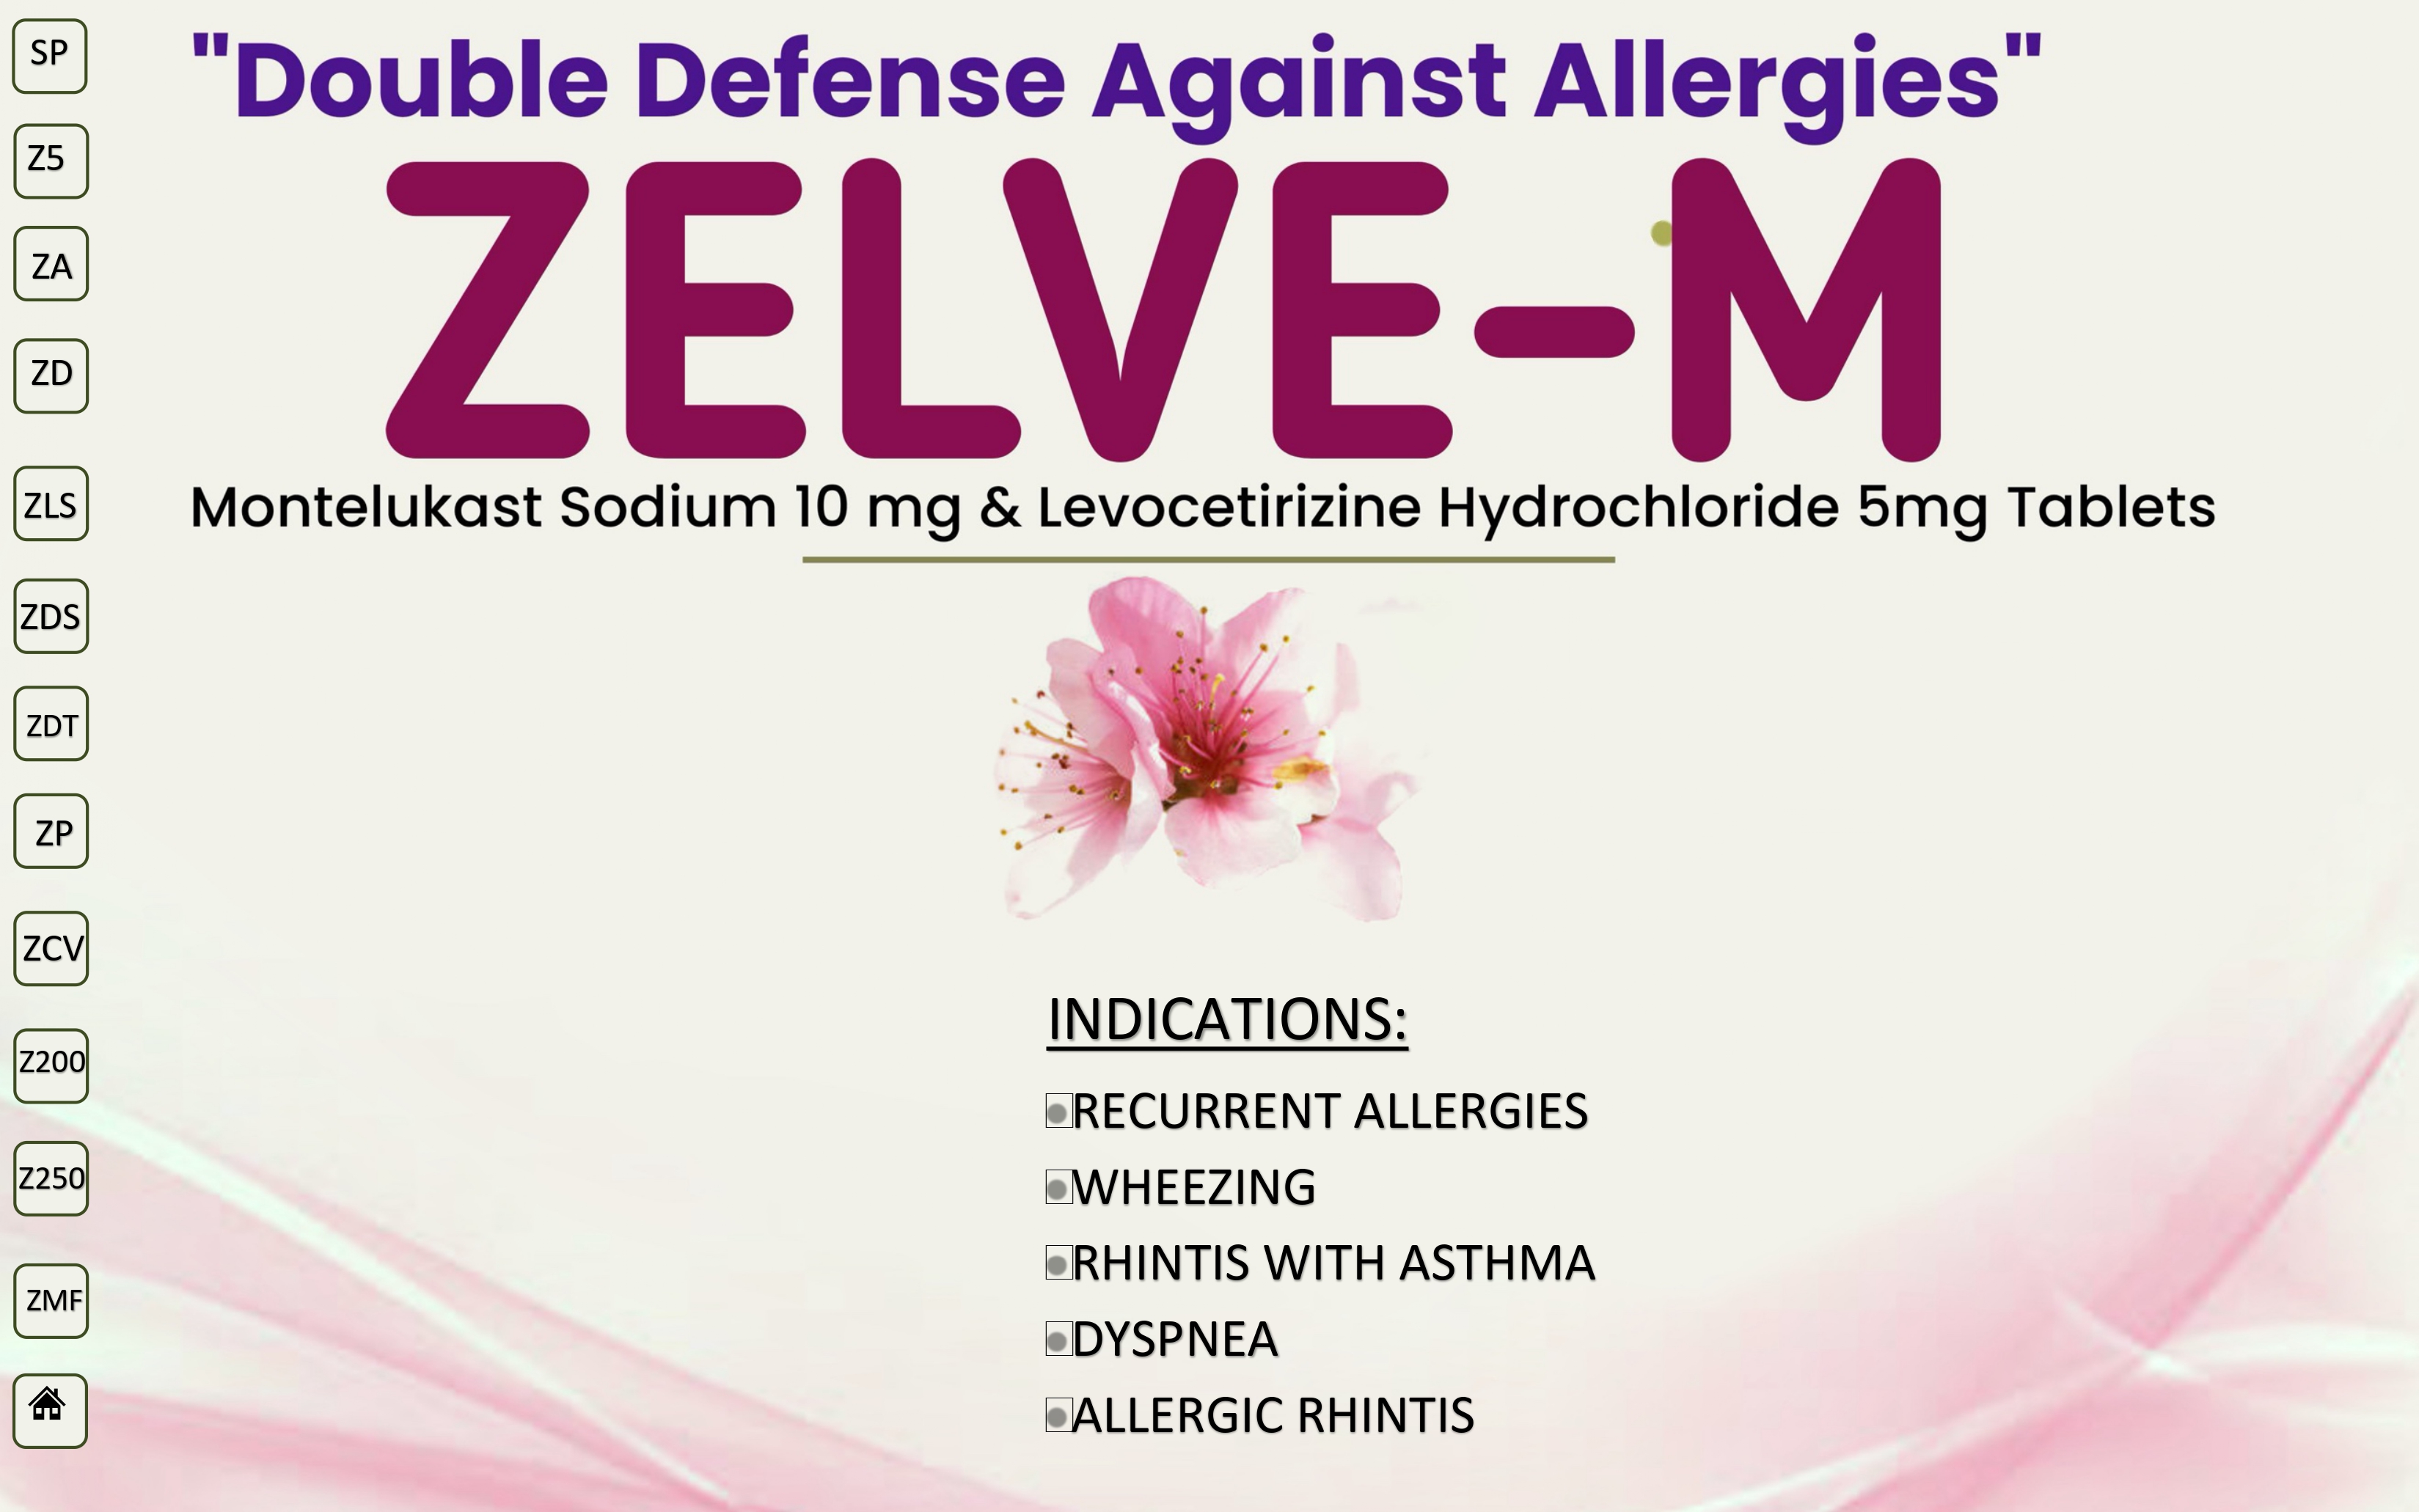 SP
Z5
ZA
ZD
ZLS
ZDS
ZDT
ZP
ZCV
Z200
Z250
ZMF
"Double Defense Against Allergies"
ZELVE-M
Montelukast Sodium 10 mg & Levocetirizine Hydrochloride 5mg Tablets
INDICATIONS:
RECURRENT ALLERGIES
WHEEZING
RHINTIS WITH ASTHMA
DYSPNEA
ALLERGIC RHINTIS